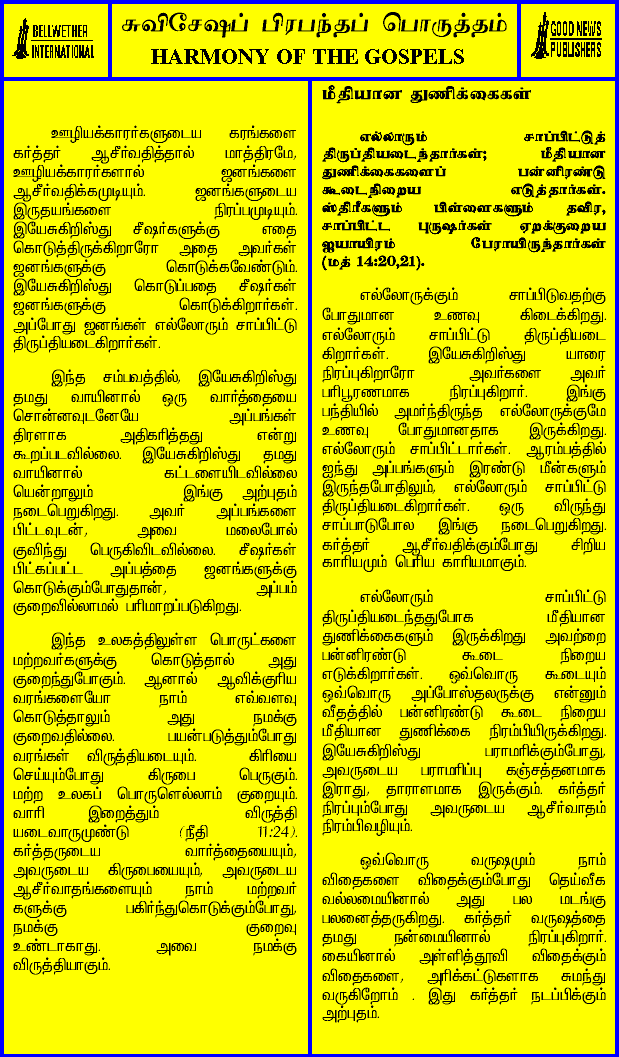 BELLWETHER
INTERNATIONAL
சுவிசேஷப் பிரபந்தப் பொருத்தம்
HARMONY OF THE GOSPELS
GOOD NEWS
PUBLISHERS
ஊழியக்காரர்களுடைய கரங்களை
கர்த்தர் ஆசீர்வதித்தால் மாத்திரமே,
ஊழியக்காரர்களால் ஜனங்களை
ஆசீர்வதிக்கமுடியும். ஜனங்களுடைய
இருதயங்களை நிரப்பமுடியும்.
இயேசுகிறிஸ்து சீஷர்களுக்கு எதை
கொடுத்திருக்கிறாரோ அதை அவர்கள்
ஜனங்களுக்கு கொடுக்கவேண்டும்.
இயேசுகிறிஸ்து கொடுப்பதை சீஷர்கள்
ஜனங்களுக்கு கொடுக்கிறார்கள்.
அப்போது ஜனங்கள் எல்லோரும் சாப்பிட்டு
திருப்தியடைகிறார்கள்.
இந்த சம்பவத்தில், இயேசுகிறிஸ்து
தமது வாயினால் ஒரு வார்த்தையை
சொன்னவுடனேயே அப்பங்கள்
திரளாக அதிகரித்தது என்று
கூறப்படவில்லை. இயேசுகிறிஸ்து தமது
வாயினால் கட்டளையிடவில்லை
யென்றாலும் இங்கு அற்புதம்
நடைபெறுகிறது. அவர் அப்பங்களை
பிட்டவுடன், அவை மலைபோல்
குவிந்து பெருகிவிடவில்லை. சீஷர்கள்
பிட்கப்பட்ட அப்பத்தை ஜனங்களுக்கு
கொடுக்கும்போதுதான், அப்பம்
குறைவில்லாமல் பரிமாறப்படுகிறது.
இந்த உலகத்திலுள்ள பொருட்களை
மற்றவர்களுக்கு கொடுத்தால் அது
குறைந்துபோகும். ஆனால் ஆவிக்குரிய
வரங்களையோ நாம் எவ்வளவு
கொடுத்தாலும் அது நமக்கு
குறைவதில்லை. பயன்படுத்தும்போது
வரங்கள் விருத்தியடையும். கிரியை
செய்யும்போது கிருபை பெருகும்.
மற்ற உலகப் பொருளெல்லாம் குறையும்.
வாரி இறைத்தும் விருத்தி
யடைவாருமுண்டு (நீதி 11:24).
கர்த்தருடைய வார்த்தையையும்,
அவருடைய கிருபையையும், அவருடைய
ஆசீர்வாதங்களையும் நாம் மற்றவர்
களுக்கு பகிர்ந்துகொடுக்கும்போது,
நமக்கு குறைவு
உண்டாகாது. அவை நமக்கு
விருத்தியாகும்.
மீதியான துணிக்கைகள்
எல்லாரும் சாப்பிட்டுத்
திருப்தியடைந்தார்கள்; மீதியான
துணிக்கைகளைப் பன்னிரண்டு
கூடைநிறைய எடுத்தார்கள்.
ஸ்திரீகளும் பிள்ளைகளும் தவிர,
சாப்பிட்ட புருஷர்கள் ஏறக்குறைய
ஐயாயிரம் பேராயிருந்தார்கள்
(மத் 14:20,21).
எல்லோருக்கும் சாப்பிடுவதற்கு
போதுமான உணவு கிடைக்கிறது.
எல்லோரும் சாப்பிட்டு திருப்தியடை
கிறார்கள். இயேசுகிறிஸ்து யாரை
நிரப்புகிறாரோ அவர்களை அவர்
பரிபூரணமாக நிரப்புகிறார். இங்கு
பந்தியில் அமர்ந்திருந்த எல்லோருக்குமே
உணவு போதுமானதாக இருக்கிறது.
எல்லோரும் சாப்பிட்டார்கள். ஆரம்பத்தில்
ஐந்து அப்பங்களும் இரண்டு மீன்களும்
இருந்தபோதிலும், எல்லோரும் சாப்பிட்டு
திருப்தியடைகிறார்கள். ஒரு விருந்து
சாப்பாடுபோல இங்கு நடைபெறுகிறது.
கர்த்தர் ஆசீர்வதிக்கும்போது சிறிய
காரியமும் பெரிய காரியமாகும்.
எல்லோரும் சாப்பிட்டு
திருப்தியடைந்ததுபோக மீதியான
துணிக்கைகளும் இருக்கிறது அவற்றை
பன்னிரண்டு கூடை நிறைய
எடுக்கிறார்கள். ஒவ்வொரு கூடையும்
ஒவ்வொரு அப்போஸ்தலருக்கு என்னும்
வீதத்தில் பன்னிரண்டு கூடை நிறைய
மீதியான துணிக்கை நிரம்பியிருக்கிறது.
இயேசுகிறிஸ்து பராமரிக்கும்போது,
அவருடைய பராமரிப்பு கஞ்சத்தனமாக
இராது, தாராளமாக இருக்கும். கர்த்தர்
நிரப்பும்போது அவருடைய ஆசீர்வாதம்
நிரம்பிவழியும்.
ஒவ்வொரு வருஷமும் நாம்
விதைகளை விதைக்கும்போது தெய்வீக
வல்லமையினால் அது பல மடங்கு
பலனைத்தருகிறது. கர்த்தர் வருஷத்தை
தமது நன்மையினால் நிரப்புகிறார்.
கையினால் அள்ளித்தூவி விதைக்கும்
விதைகளை, அரிக்கட்டுகளாக சுமந்து
வருகிறோம் . இது கர்த்தர் நடப்பிக்கும்
அற்புதம்.